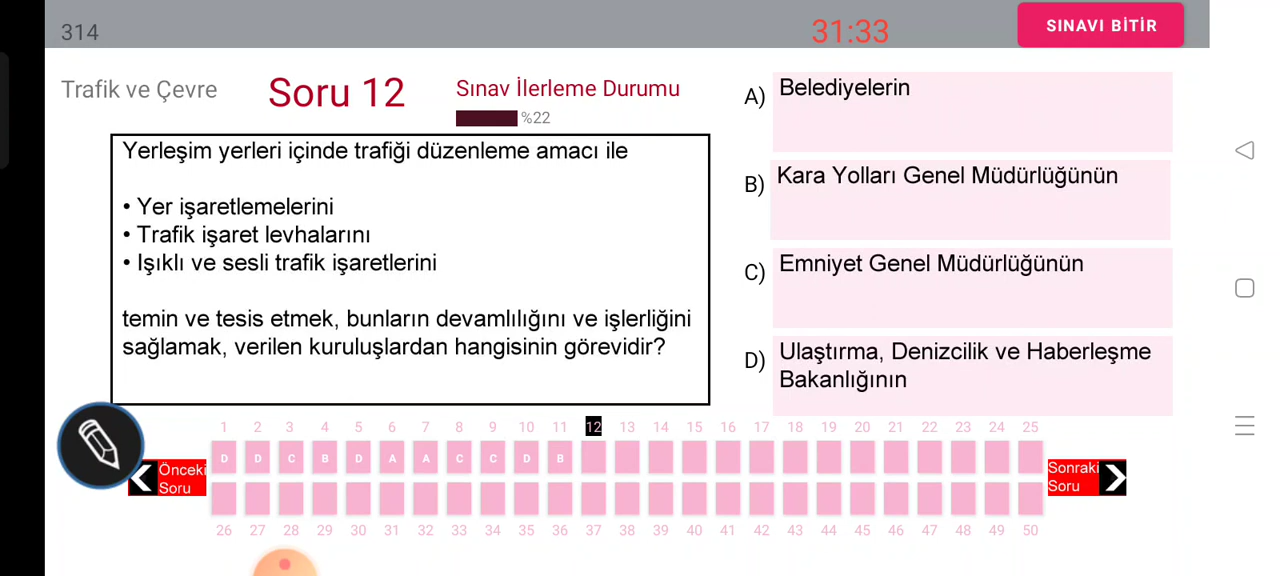 314
31:33
SINAVI BİTİR
Trafik ve Çevre
Soru 12
Sınav İlerleme Durumu
%22
Yerleşim yerleri içinde trafiği düzenleme amacı ile
• Yer işaretlemelerini
• Trafik işaret levhalarını
• Işıklı ve sesli trafik işaretlerini
temin ve tesis etmek, bunların devamlılığını ve işlerliğini
sağlamak, verilen kuruluşlardan hangisinin görevidir?
A) Belediyelerin
B) Kara Yolları Genel Müdürlüğünün
C) Emniyet Genel Müdürlüğünün
D) Ulaştırma, Denizcilik ve Haberleşme
Bakanlığının
1 2 3 4 5 6 7 8 9 10 11 12 13 14 15 16 17 18 19 20 21 22 23 24 25
D D C B D A A C C D B
Önceki
Soru
Sonraki
Soru
26 27 28 29 30 31 32 33 34 35 36 37 38 39 40 41 42 43 44 45 46 47 48 49 50